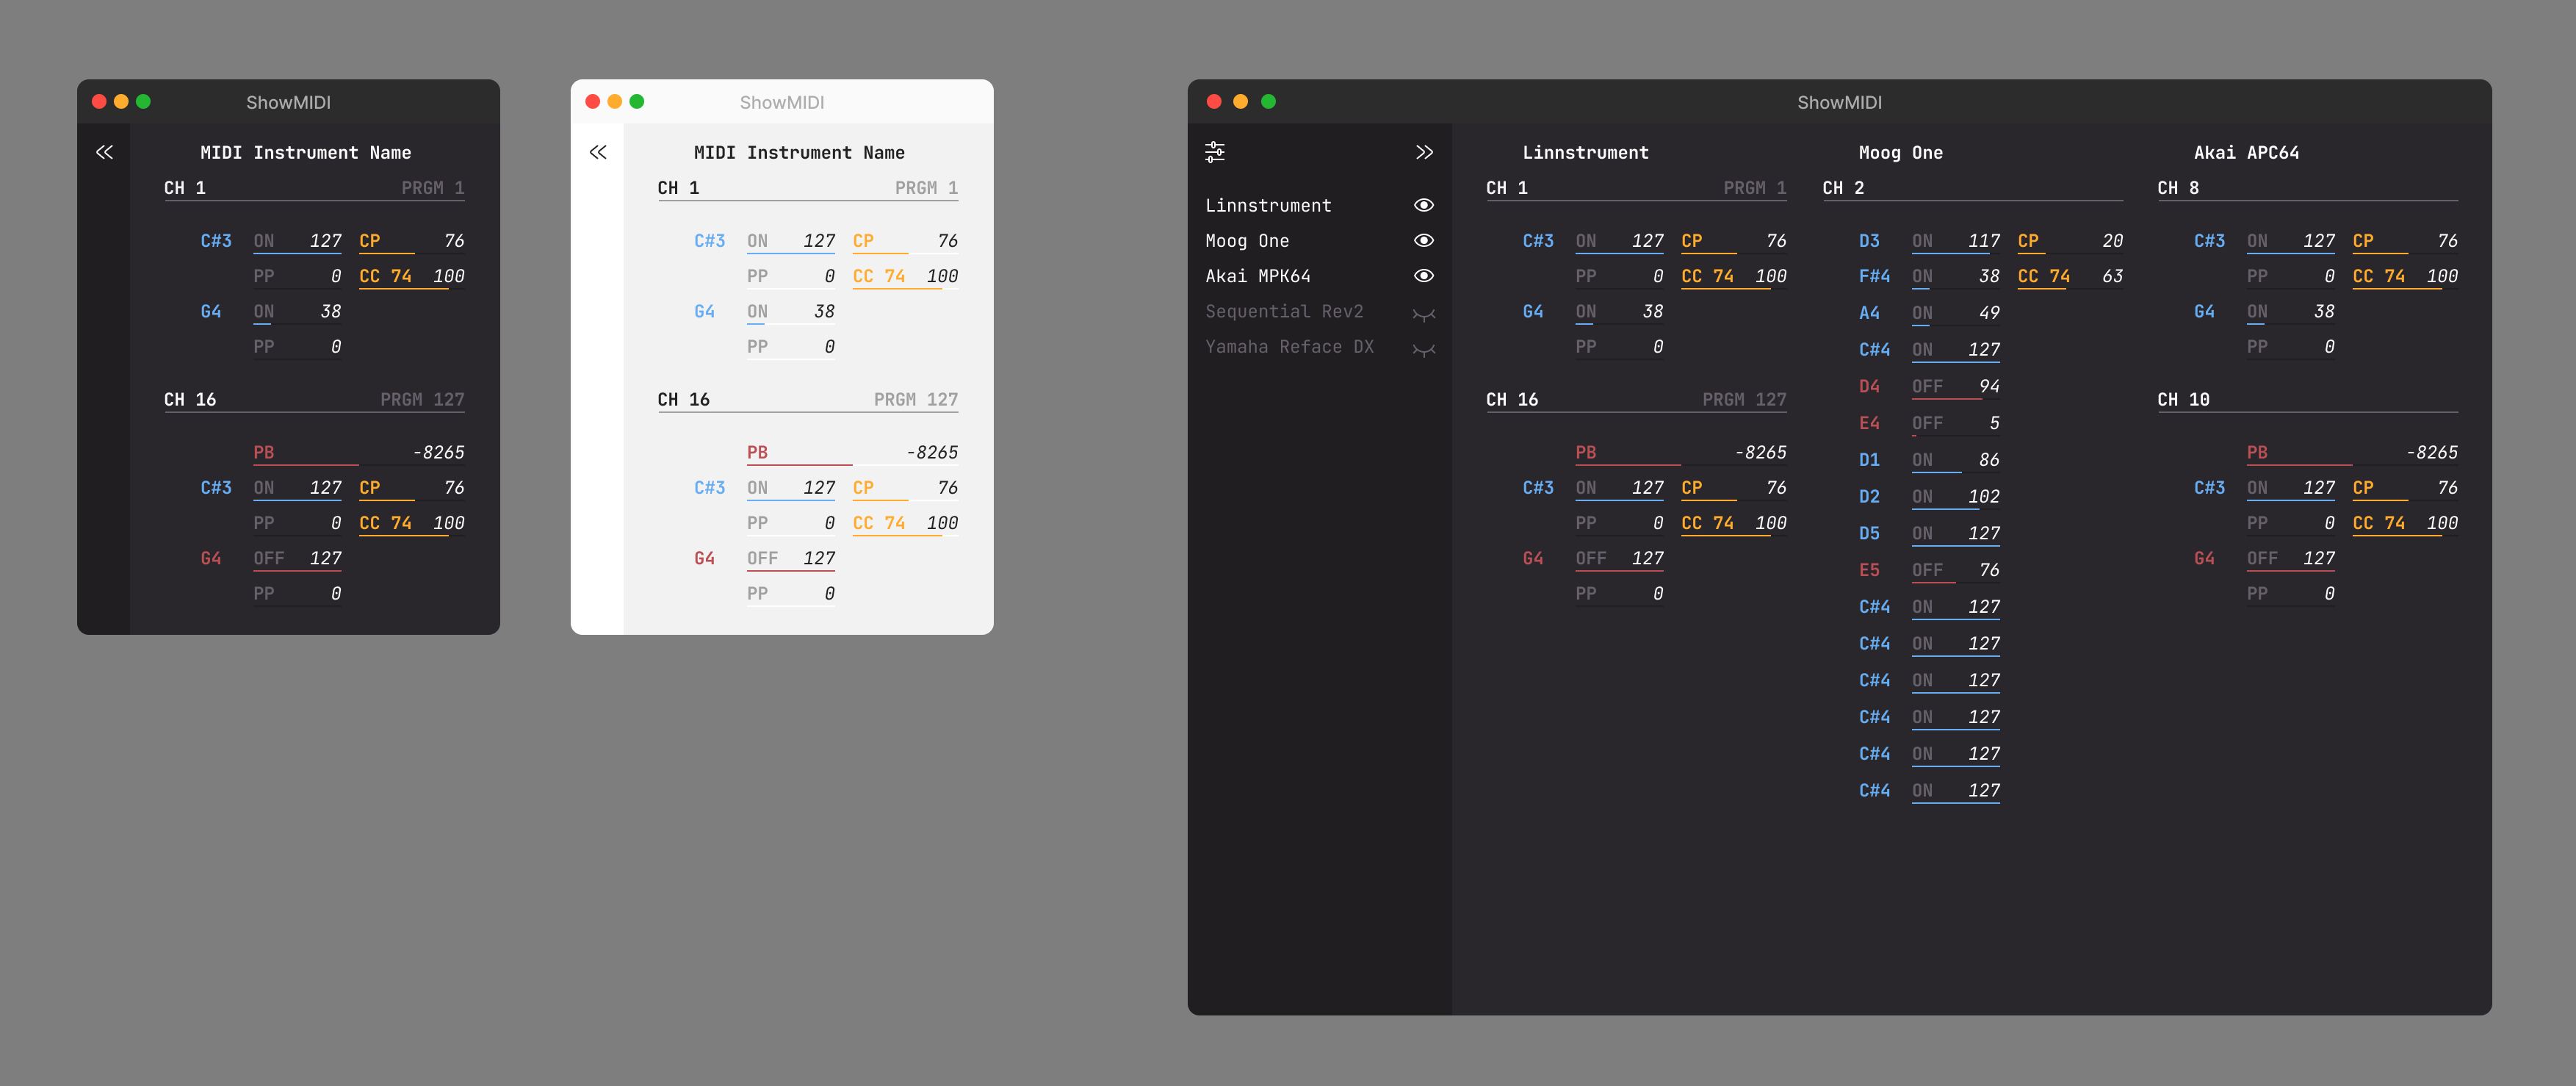 ShowMIDI
MIDI Instrument Name
CH 1 PRGM 1
C#3 ON 127 CP 76
PP 0 CC 74 100
G4 ON 38
PP 0
CH 16 PRGM 127
PB -8265
C#3 ON 127 CP 76
PP 0 CC 74 100
G4 OFF 127
PP 0
ShowMIDI
MIDI Instrument Name
CH 1 PRGM 1
C#3 ON 127 CP 76
PP 0 CC 74 100
G4 ON 38
PP 0
CH 16 PRGM 127
PB -8265
C#3 ON 127 CP 76
PP 0 CC 74 100
G4 OFF 127
PP 0
ShowMIDI
Linnstrument
Moog One
Akai MPK64
Sequential Rev2
Yamaha Reface DX
Linnstrument
CH 1 PRGM 1
C#3 ON 127 CP 76
PP 0 CC 74 100
G4 ON 38
PP 0
CH 16 PRGM 127
PB -8265
C#3 ON 127 CP 76
PP 0 CC 74 100
G4 OFF 127
PP 0
Moog One
CH 2
D3 ON 117 CP 20
F#4 ON 38 CC 74 63
A4 ON 49
C#4 ON 127
D4 OFF 94
E4 OFF 5
D1 ON 86
D2 ON 102
D5 ON 127
E5 OFF 76
C#4 ON 127
C#4 ON 127
C#4 ON 127
C#4 ON 127
C#4 ON 127
C#4 ON 127
Akai APC64
CH 8
C#3 ON 127 CP 76
PP 0 CC 74 100
G4 ON 38
PP 0
CH 10
PB -8265
C#3 ON 127 CP 76
PP 0 CC 74 100
G4 OFF 127
PP 0